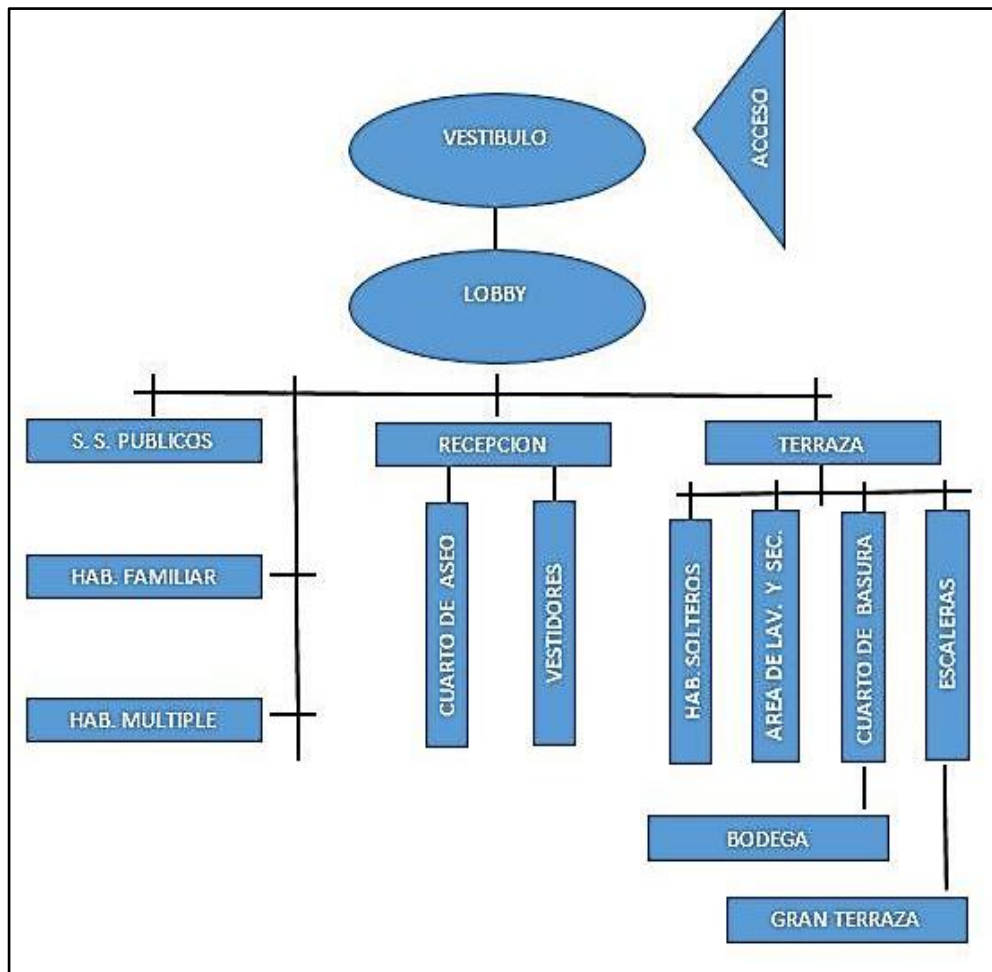 VESTIBULO
ACCESO
LOBBY
S. S. PUBLICOS
RECEPCION
TERRAZA
HAB. FAMILIAR
HAB. MULTIPLE
CUARTO DE ASEO
VESTIDORES
HAB. SOLTEROS
AREA DE LAV. Y SEC.
CUARTO DE BASURA
ESCALERAS
BODEGA
GRAN TERRAZA